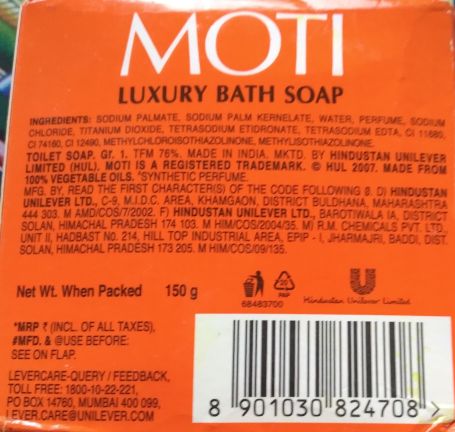 MOTI
LUXURY BATH SOAP
INGREDIENTS: SODIUM PALMATE, SODIUM PALM KERNELATE, WATER, PERFUME, SODIUM
CHLORIDE, TITANIUM DIOXIDE, TETRASODIUM ETIDRONATE, TETRASODIUM EDTA, CI 11680,
CI 74160, CI 12490, METHYLCHLOROISOTHIAZOLINONE, METHYLISOTHIAZOLINONE.
TOILET SOAP. Gr. 1. TFM 76%. MADE IN INDIA. MKTD. BY HINDUSTAN UNILEVER
LIMITED (HUL). MOTI IS A REGISTERED TRADEMARK. © HUL 2007. MADE FROM
100% VEGETABLE OILS. *SYNTHETIC PERFUME.
MFG. BY, READ THE FIRST CHARACTER(S) OF THE CODE FOLLOWING B. D) HINDUSTAN
UNILEVER LTD., C-9, M.I.D.C. AREA, KHAMGAON, DISTRICT BULDHANA, MAHARASHTRA
444 303. M AMD/COS/7/2002. F) HINDUSTAN UNILEVER LTD., BAROTIWALA IA, DISTRICT
SOLAN, HIMACHAL PRADESH 174 103. M HIM/COS/2004/35. M) R.M. CHEMICALS PVT. LTD.,
UNIT II, HADBAST No. 214, HILL TOP INDUSTRIAL AREA, EPIP - I, JHARMAJRI, BADDI, DIST.
SOLAN, HIMACHAL PRADESH 173 205. M HIM/COS/09/135.
Net Wt. When Packed 150 g
20
PAP
68483700
Hindustan Unilever Limited
*MRP ₹ (INCL. OF ALL TAXES),
#MFD. & @USE BEFORE:
SEE ON FLAP.
LEVERCARE-QUERY / FEEDBACK,
TOLL FREE: 1800-10-22-221,
PO BOX 14760, MUMBAI 400 099,
LEVER.CARE@UNILEVER.COM
8 901030 824708 >